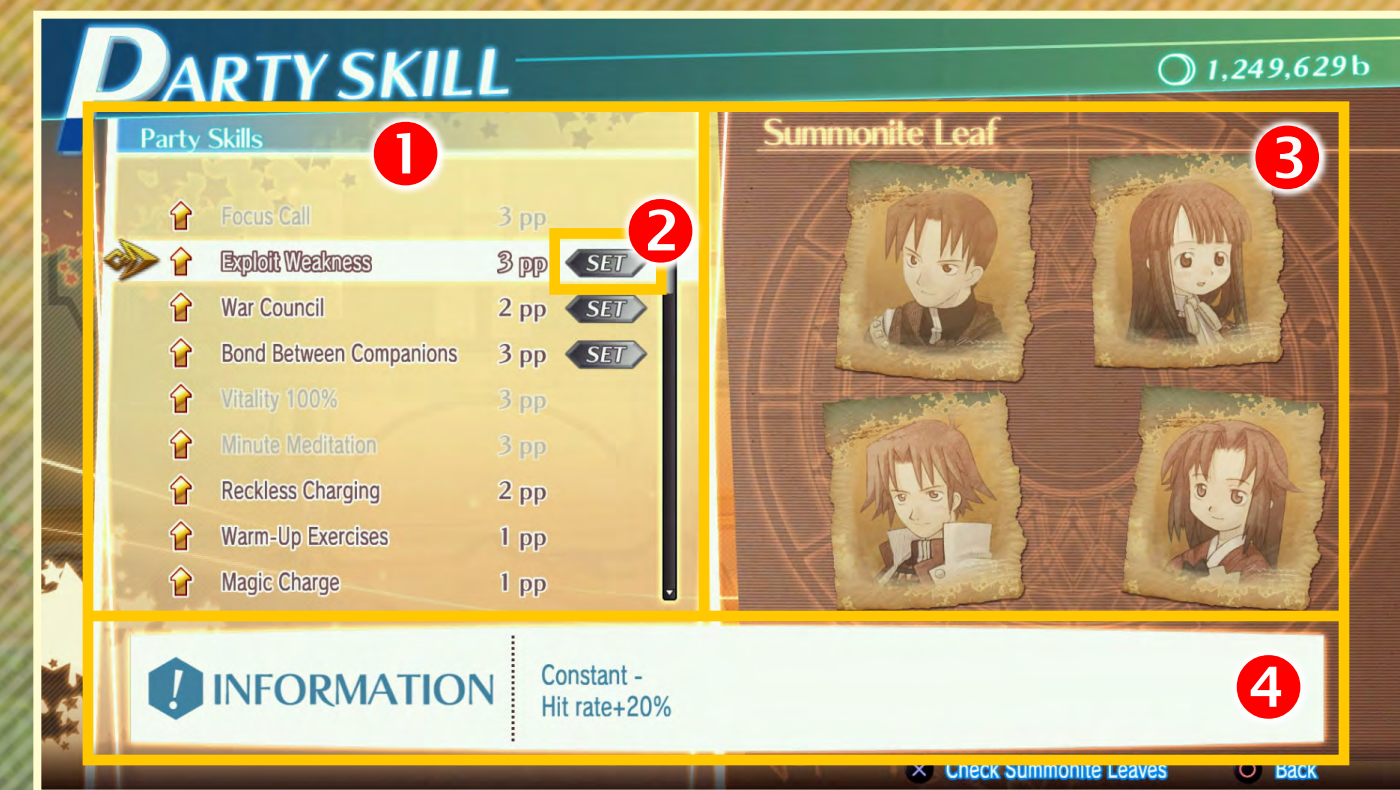 PARTY SKILL
1,249,629b
Party Skills
1
Focus Call 3 pp
2
Exploit Weakness 3 pp SET
War Council 2 pp SET
Bond Between Companions 3 pp SET
Vitality 100% 3 pp
Minute Meditation 3 pp
Reckless Charging 2 pp
Warm-Up Exercises 1 pp
Magic Charge 1 pp
Summonite Leaf
3
! INFORMATION
Constant -
Hit rate+20%
4
Check Summonite Leaves
Back